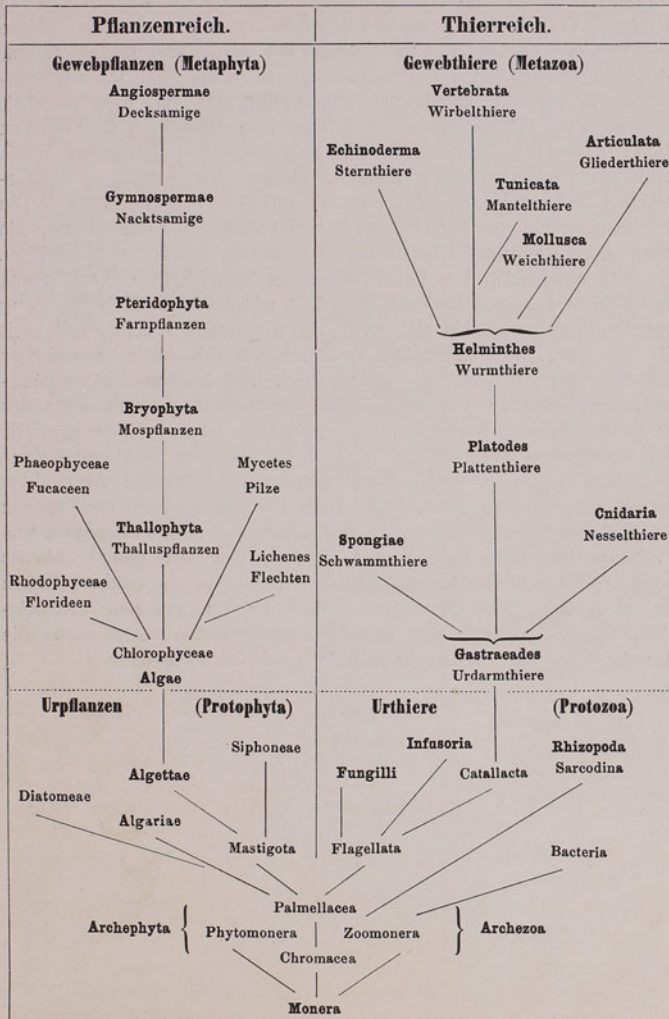 Pflanzenreich.
Thierreich.
Gewebpflanzen (Metaphyta)
Angiospermae
Decksamige
Gymnospermae
Nacktsamige
Pteridophyta
Farnpflanzen
Bryophyta
Mospflanzen
Phaeophyceae
Fucaceen
Mycetes
Pilze
Thallophyta
Thalluspflanzen
Lichenes
Flechten
Rhodophyceae
Florideen
Chlorophyceae
Algae
Gewebthiere (Metazoa)
Vertebrata
Wirbelthiere
Echinoderma
Sternthiere
Articulata
Gliederthiere
Tunicata
Mantelthiere
Mollusca
Weichthiere
Helminthes
Wurmthiere
Platodes
Plattenthiere
Cnidaria
Nesselthiere
Spongiae
Schwammthiere
Gastraeades
Urdarmthiere
Urpflanzen (Protophyta)
Siphoneae
Algettae
Diatomeae
Algariae
Mastigota
Urthiere (Protozoa)
Infusoria
Rhizopoda
Sarcodina
Fungilli
Catallacta
Flagellata
Bacteria
Palmellacea
Archephyta { Phytomonera Zoomonera } Archezoa
Chromacea
Monera